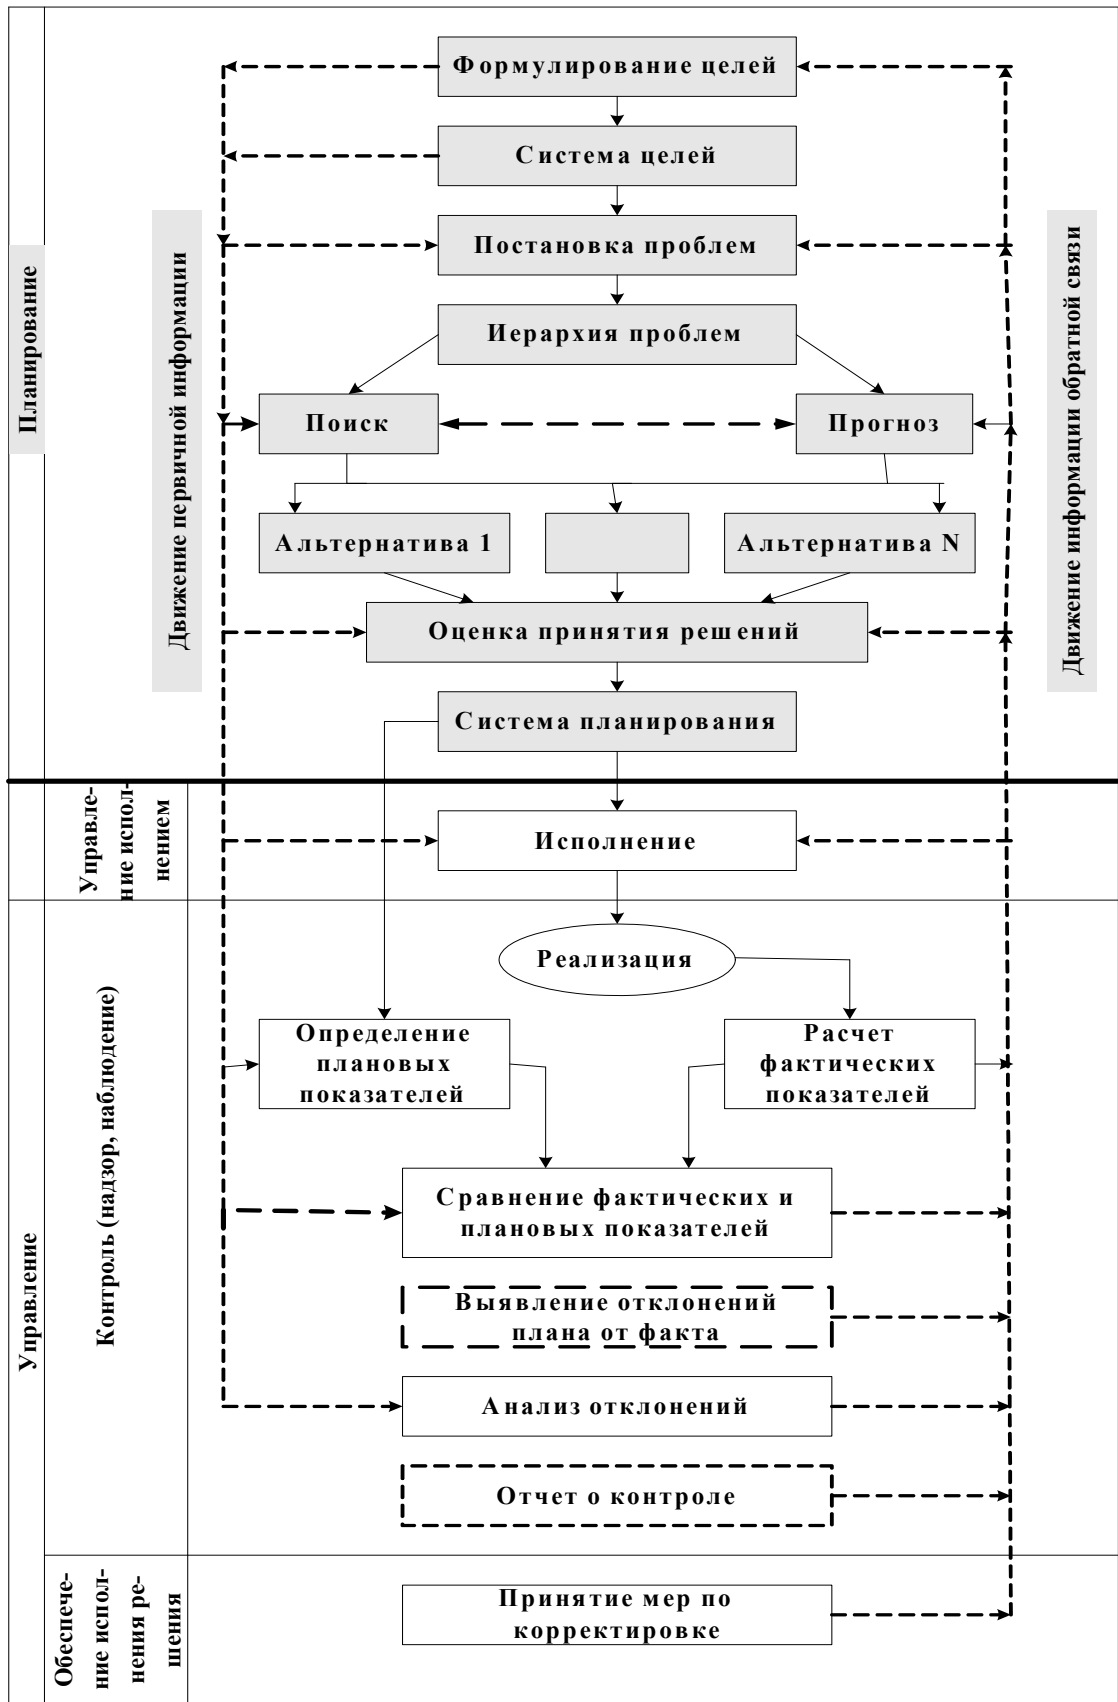 Планирование
Движение первичной информации
Движение информации обратной связи
Формулирование целей
Система целей
Постановка проблем
Иерархия проблем
Поиск
Прогноз
Альтернатива 1
Альтернатива N
Оценка принятия решений
Система планирования
Управление
Управле-
ние испол-
нением
Исполнение
Контроль (надзор, наблюдение)
Реализация
Определение
плановых
показателей
Расчет
фактических
показателей
Сравнение фактических и
плановых показателей
Выявление отклонений
плана от факта
Анализ отклонений
Отчет о контроле
Обеспече-
ние испол-
нения ре-
шения
Принятие мер по
корректировке